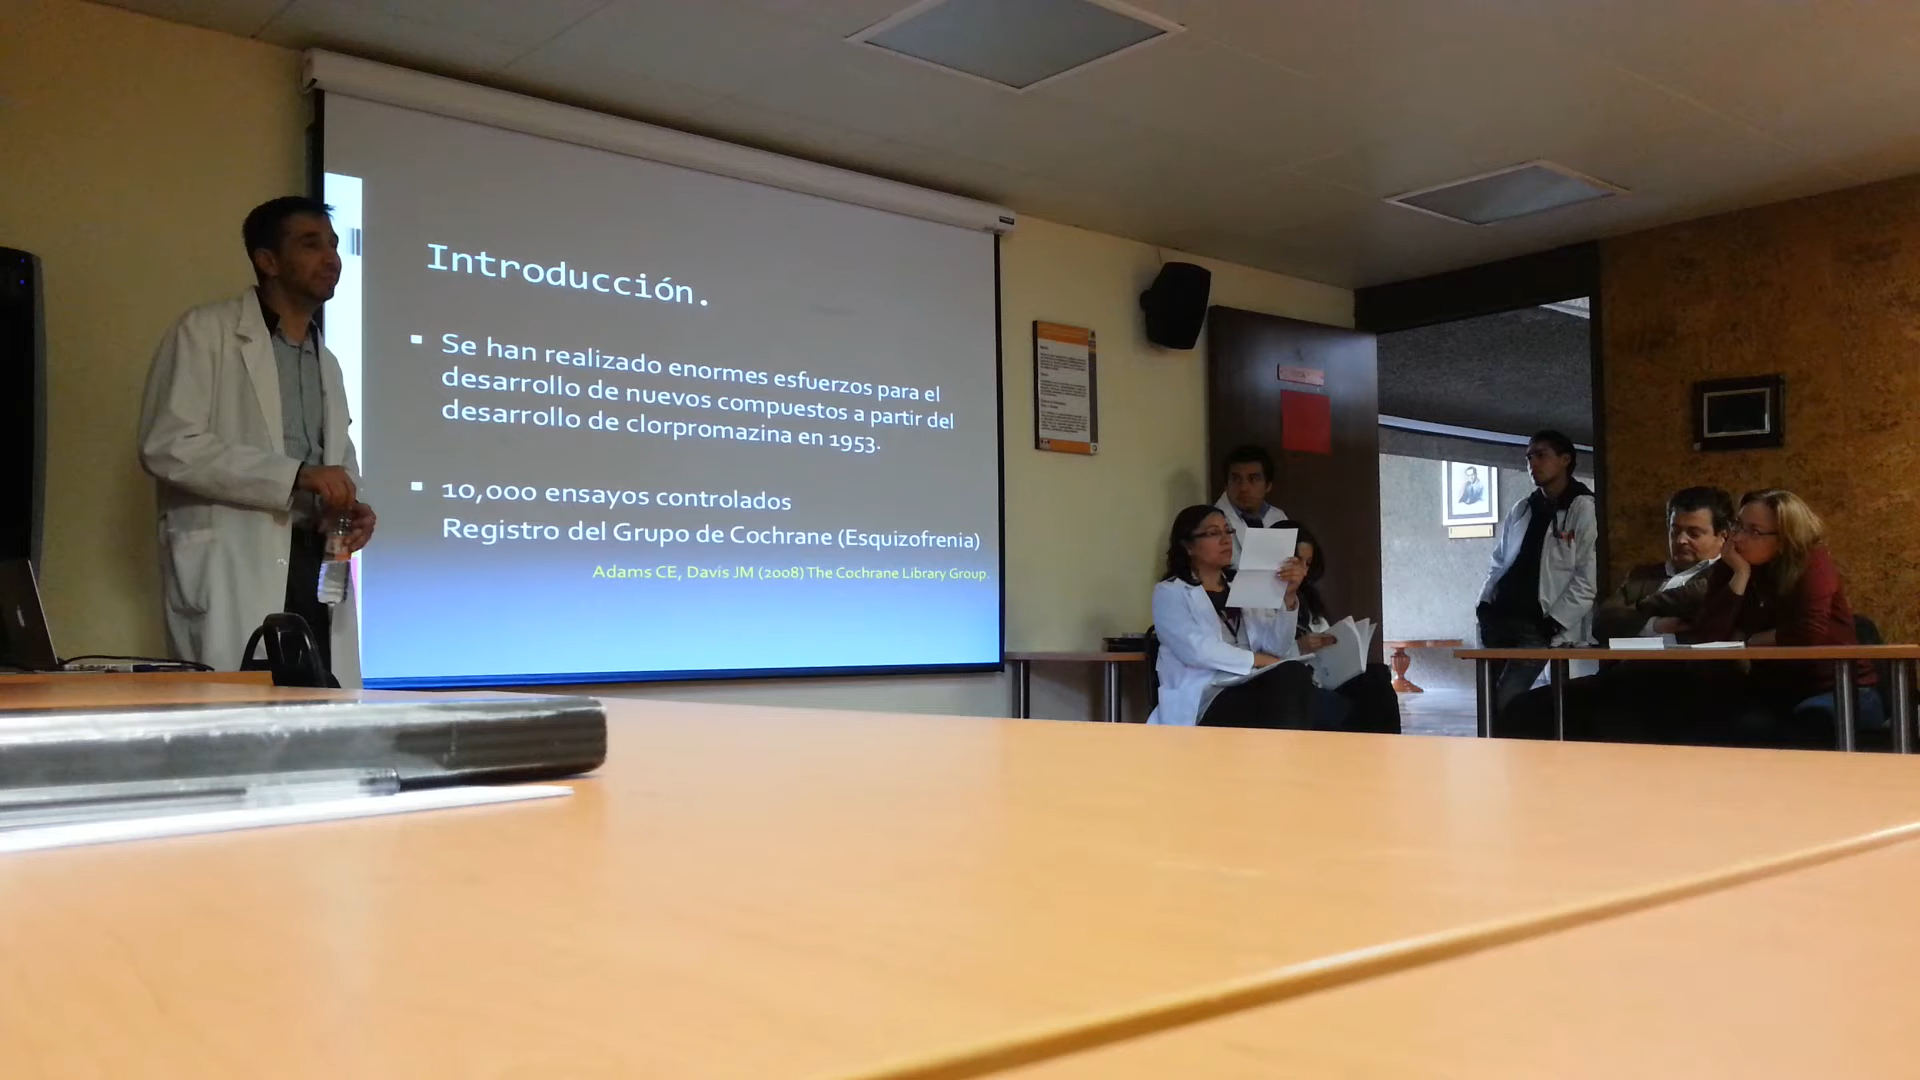 Introducción.
Se han realizado enormes esfuerzos para el
desarrollo de nuevos compuestos a partir del
desarrollo de clorpromazina en 1953.
10,000 ensayos controlados
Registro del Grupo de Cochrane (Esquizofrenia)
Adams CE, Davis JM (2008) The Cochrane Library Group.